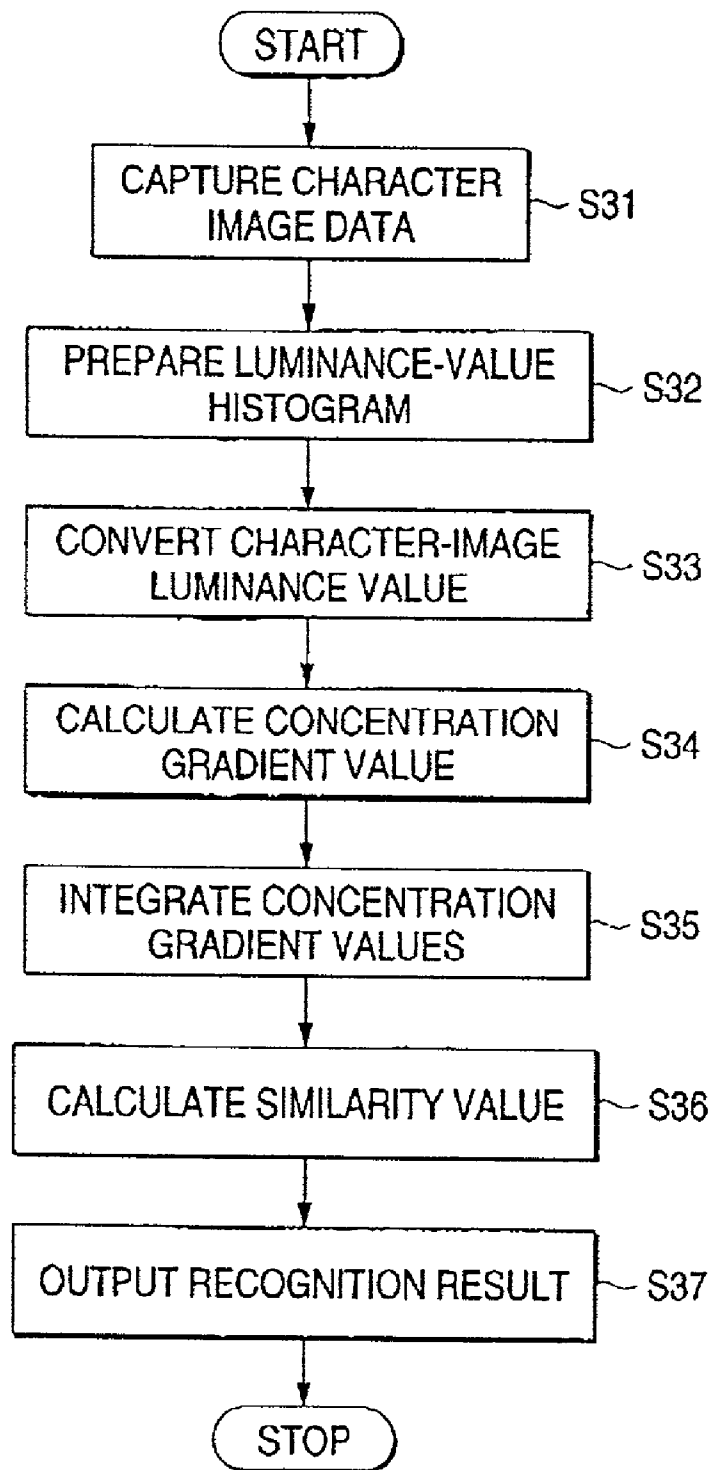 START
CAPTURE CHARACTER
IMAGE DATA
S31
PREPARE LUMINANCE-VALUE
HISTOGRAM
S32
CONVERT CHARACTER-IMAGE
LUMINANCE VALUE
S33
CALCULATE CONCENTRATION
GRADIENT VALUE
S34
INTEGRATE CONCENTRATION
GRADIENT VALUES
S35
CALCULATE SIMILARITY VALUE
S36
OUTPUT RECOGNITION RESULT
S37
STOP